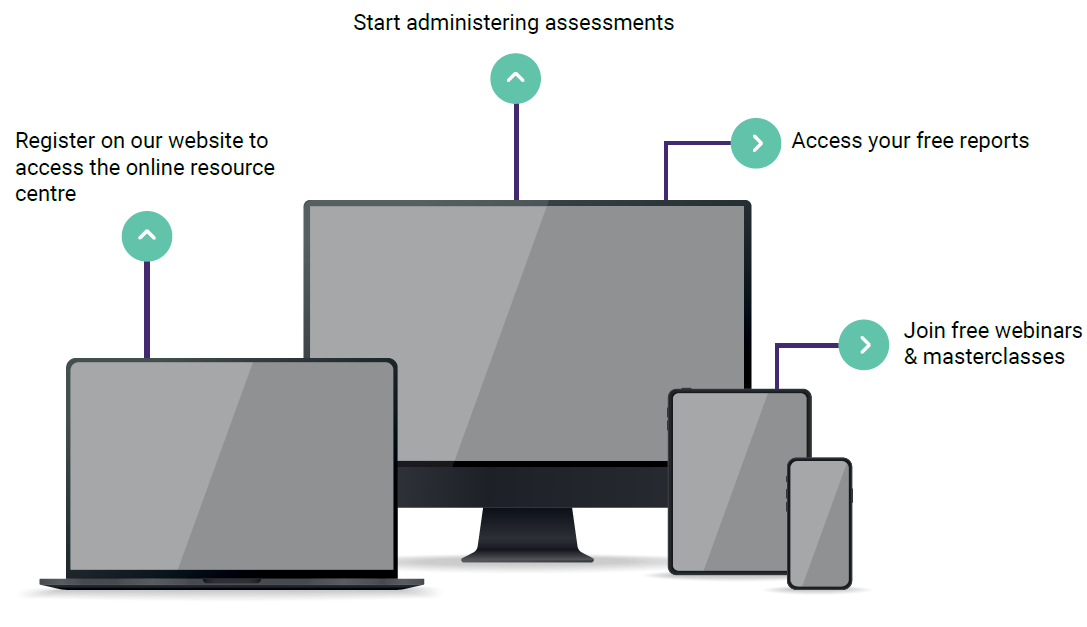 Start administering assessments
Register on our website to
access the online resource
centre
Access your free reports
Join free webinars
& masterclasses